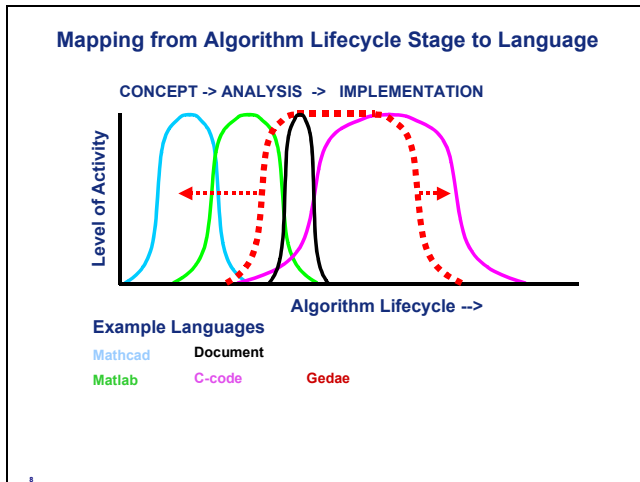 Mapping from Algorithm Lifecycle Stage to Language
CONCEPT -> ANALYSIS -> IMPLEMENTATION
Level of Activity
Algorithm Lifecycle -->
Example Languages
Mathcad Document
Matlab C-code Gedae
8